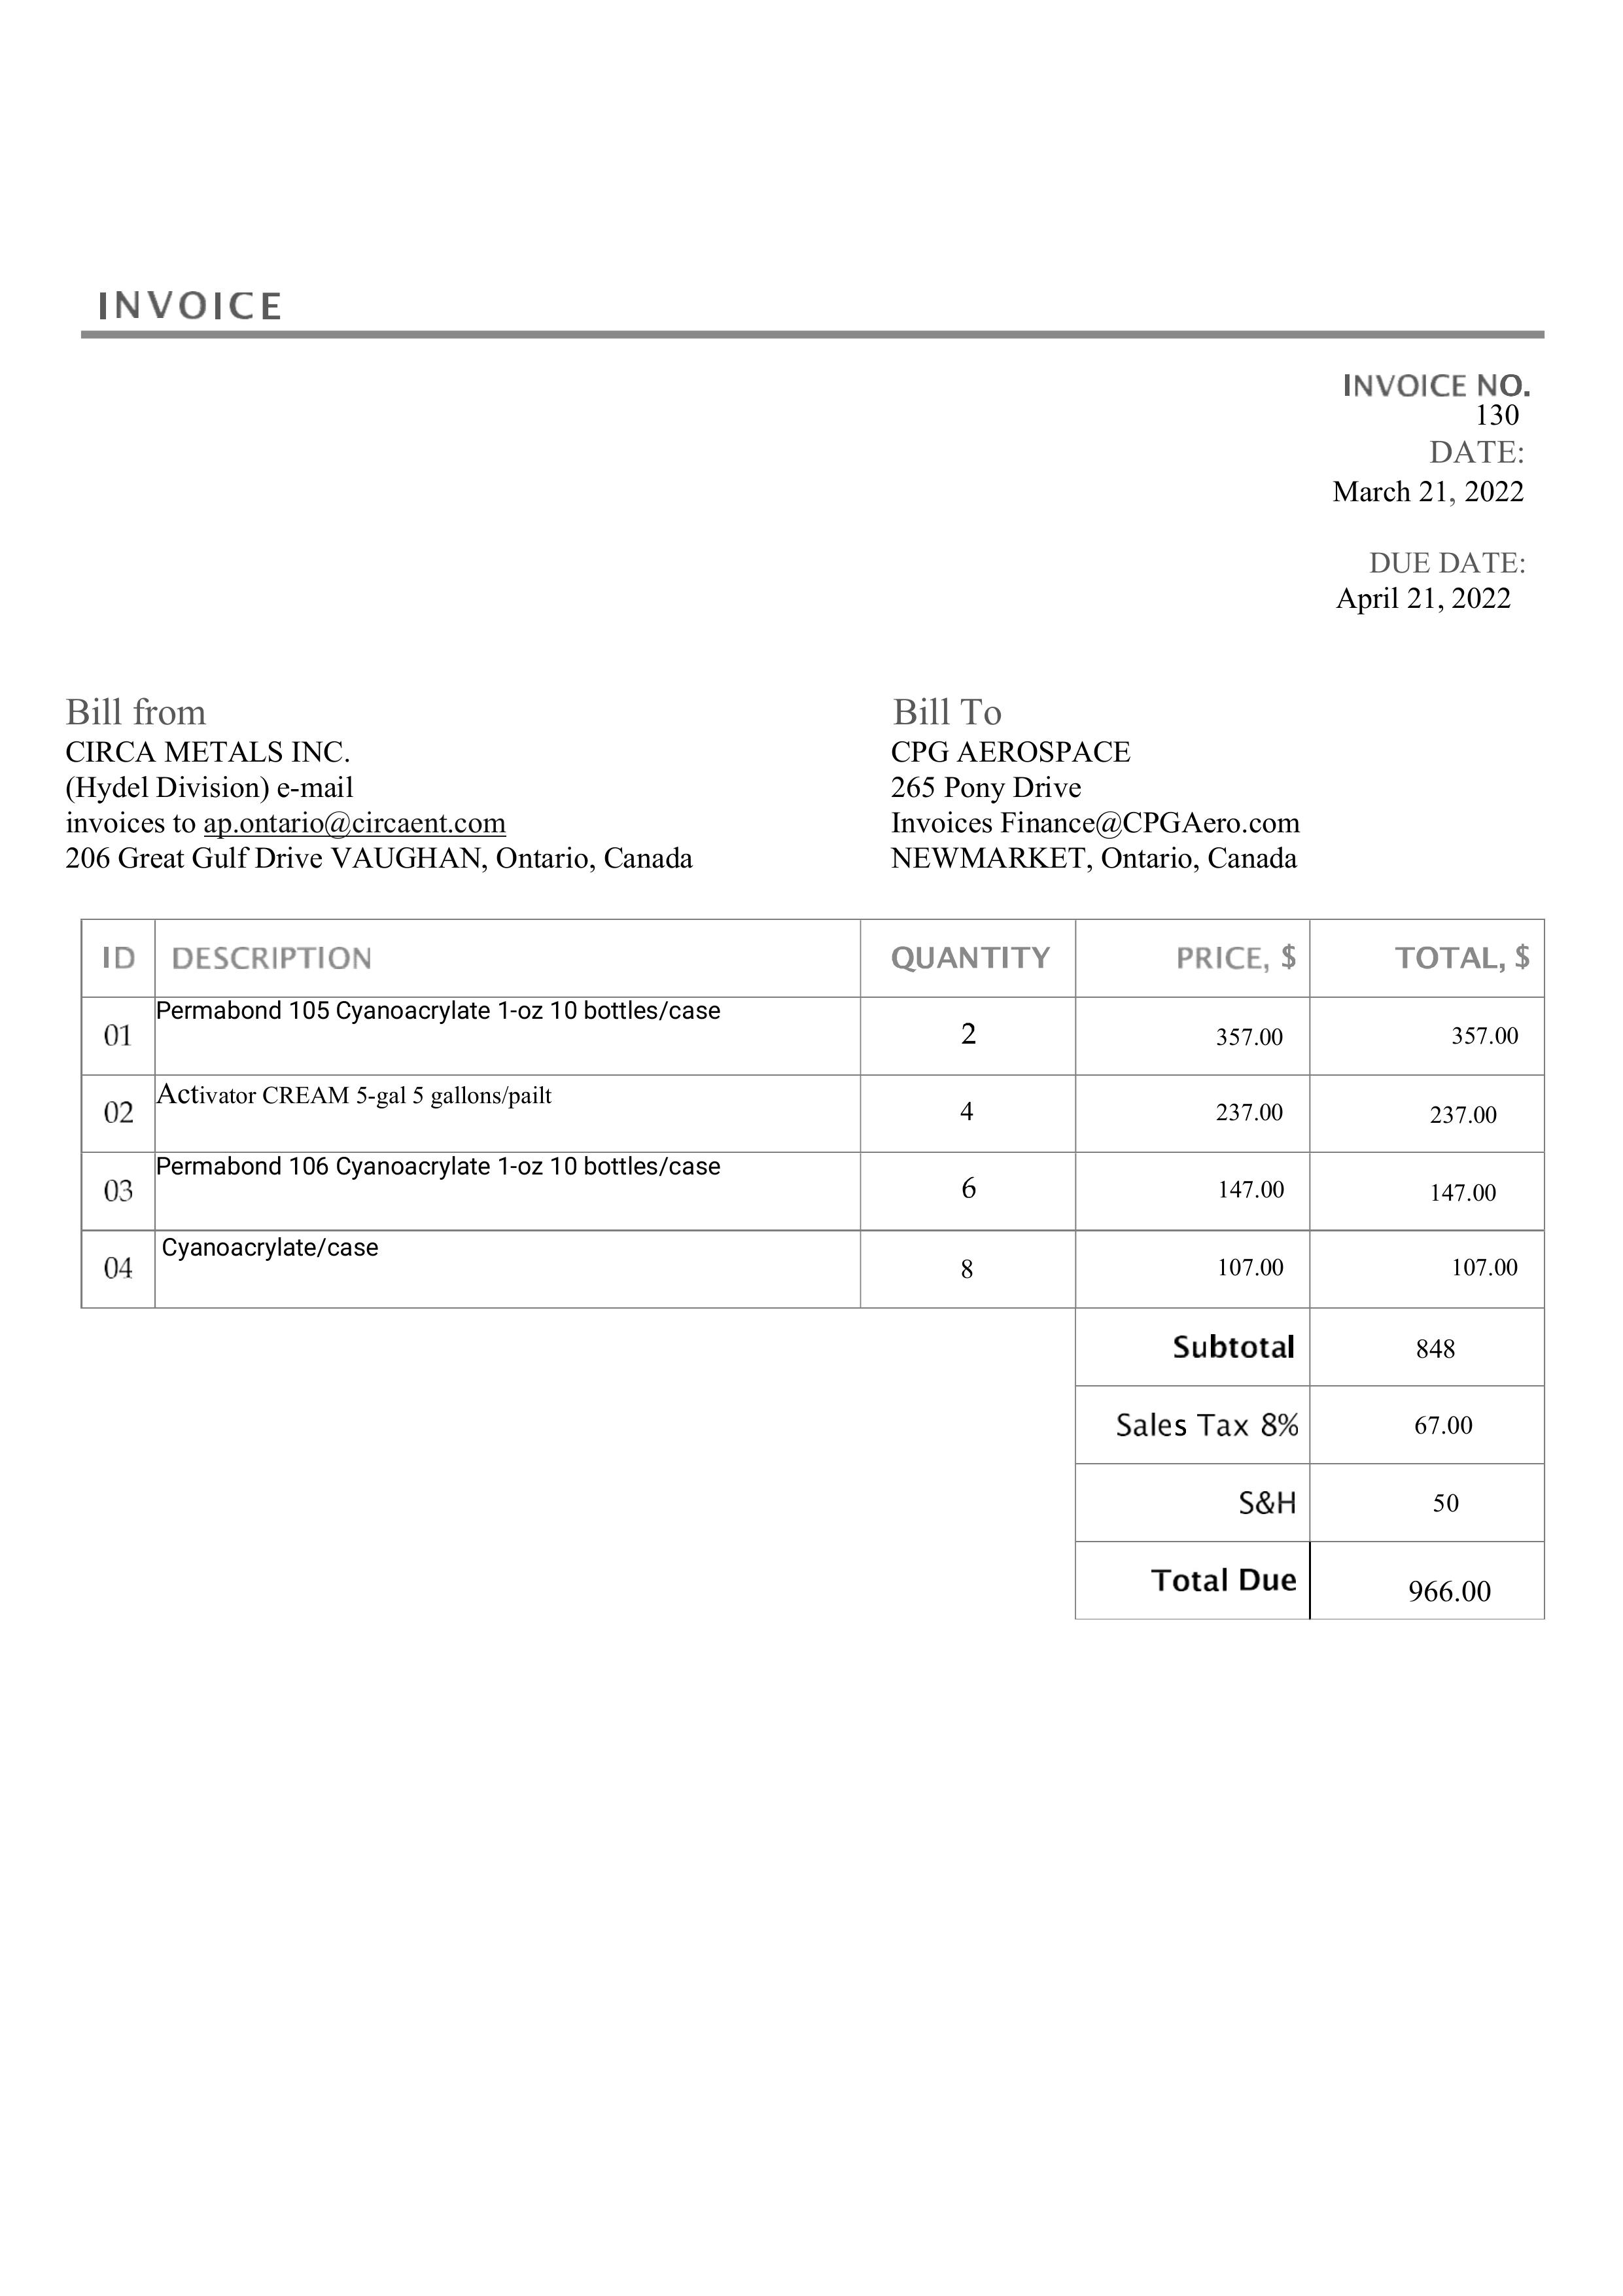 INVOICE
INVOICE NO.
130
DATE:
March 21, 2022
DUE DATE:
April 21, 2022
Bill from
CIRCA METALS INC.
(Hydel Division) e-mail
invoices to ap.ontario@circaent.com
206 Great Gulf Drive VAUGHAN, Ontario, Canada
Bill To
CPG AEROSPACE
265 Pony Drive
Invoices Finance@CPGAero.com
NEWMARKET, Ontario, Canada
ID DESCRIPTION QUANTITY PRICE, $ TOTAL, $
01 Permabond 105 Cyanoacrylate 1-oz 10 bottles/case 2 357.00 357.00
02 Activator CREAM 5-gal 5 gallons/pailt 4 237.00 237.00
03 Permabond 106 Cyanoacrylate 1-oz 10 bottles/case 6 147.00 147.00
04 Cyanoacrylate/case 8 107.00 107.00
Subtotal 848
Sales Tax 8% 67.00
S&H 50
Total Due 966.00